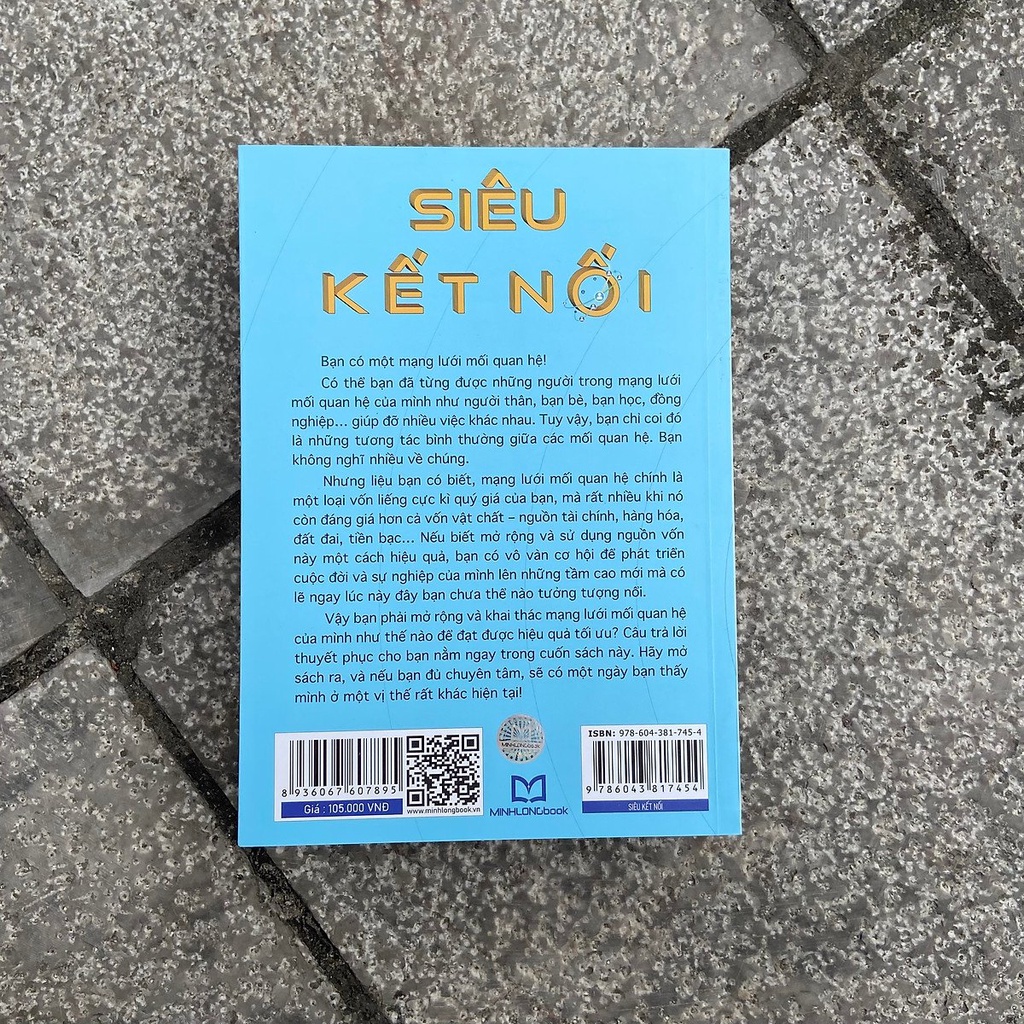 SIÊU
KẾT NỐI
Bạn có một mạng lưới mối quan hệ!
Có thể bạn đã từng được những người trong mạng lưới
mối quan hệ của mình như người thân, bạn bè, bạn học, đồng
nghiệp... giúp đỡ nhiều việc khác nhau. Tuy vậy, bạn chỉ coi đó
là những tương tác bình thường giữa các mối quan hệ. Bạn
không nghĩ nhiều về chúng.
Nhưng liệu bạn có biết, mạng lưới mối quan hệ chính là
một loại vốn liếng cực kì quý giá của bạn, mà rất nhiều khi nó
còn đáng giá hơn cả vốn vật chất – nguồn tài chính, hàng hóa,
đất đai, tiền bạc... Nếu biết mở rộng và sử dụng nguồn vốn
này một cách hiệu quả, bạn có vô vàn cơ hội để phát triển
cuộc đời và sự nghiệp của mình lên những tầm cao mới mà có
lẽ ngay lúc này đây bạn chưa thể nào tưởng tượng nổi.
Vậy bạn phải mở rộng và khai thác mạng lưới mối quan hệ
của mình như thế nào để đạt được hiệu quả tối ưu? Câu trả lời
thuyết phục cho bạn nằm ngay trong cuốn sách này. Hãy mở
sách ra, và nếu bạn đủ chuyên tâm, sẽ có một ngày bạn thấy
mình ở một vị thế rất khác hiện tại!
8 936067 607895
Giá : 105.000 VNĐ
www.minhlongbook.vn
MINHLONGbook
MINHLONGbook
ISBN: 978-604-381-745-4
9 786043 817454
SIÊU KẾT NỐI